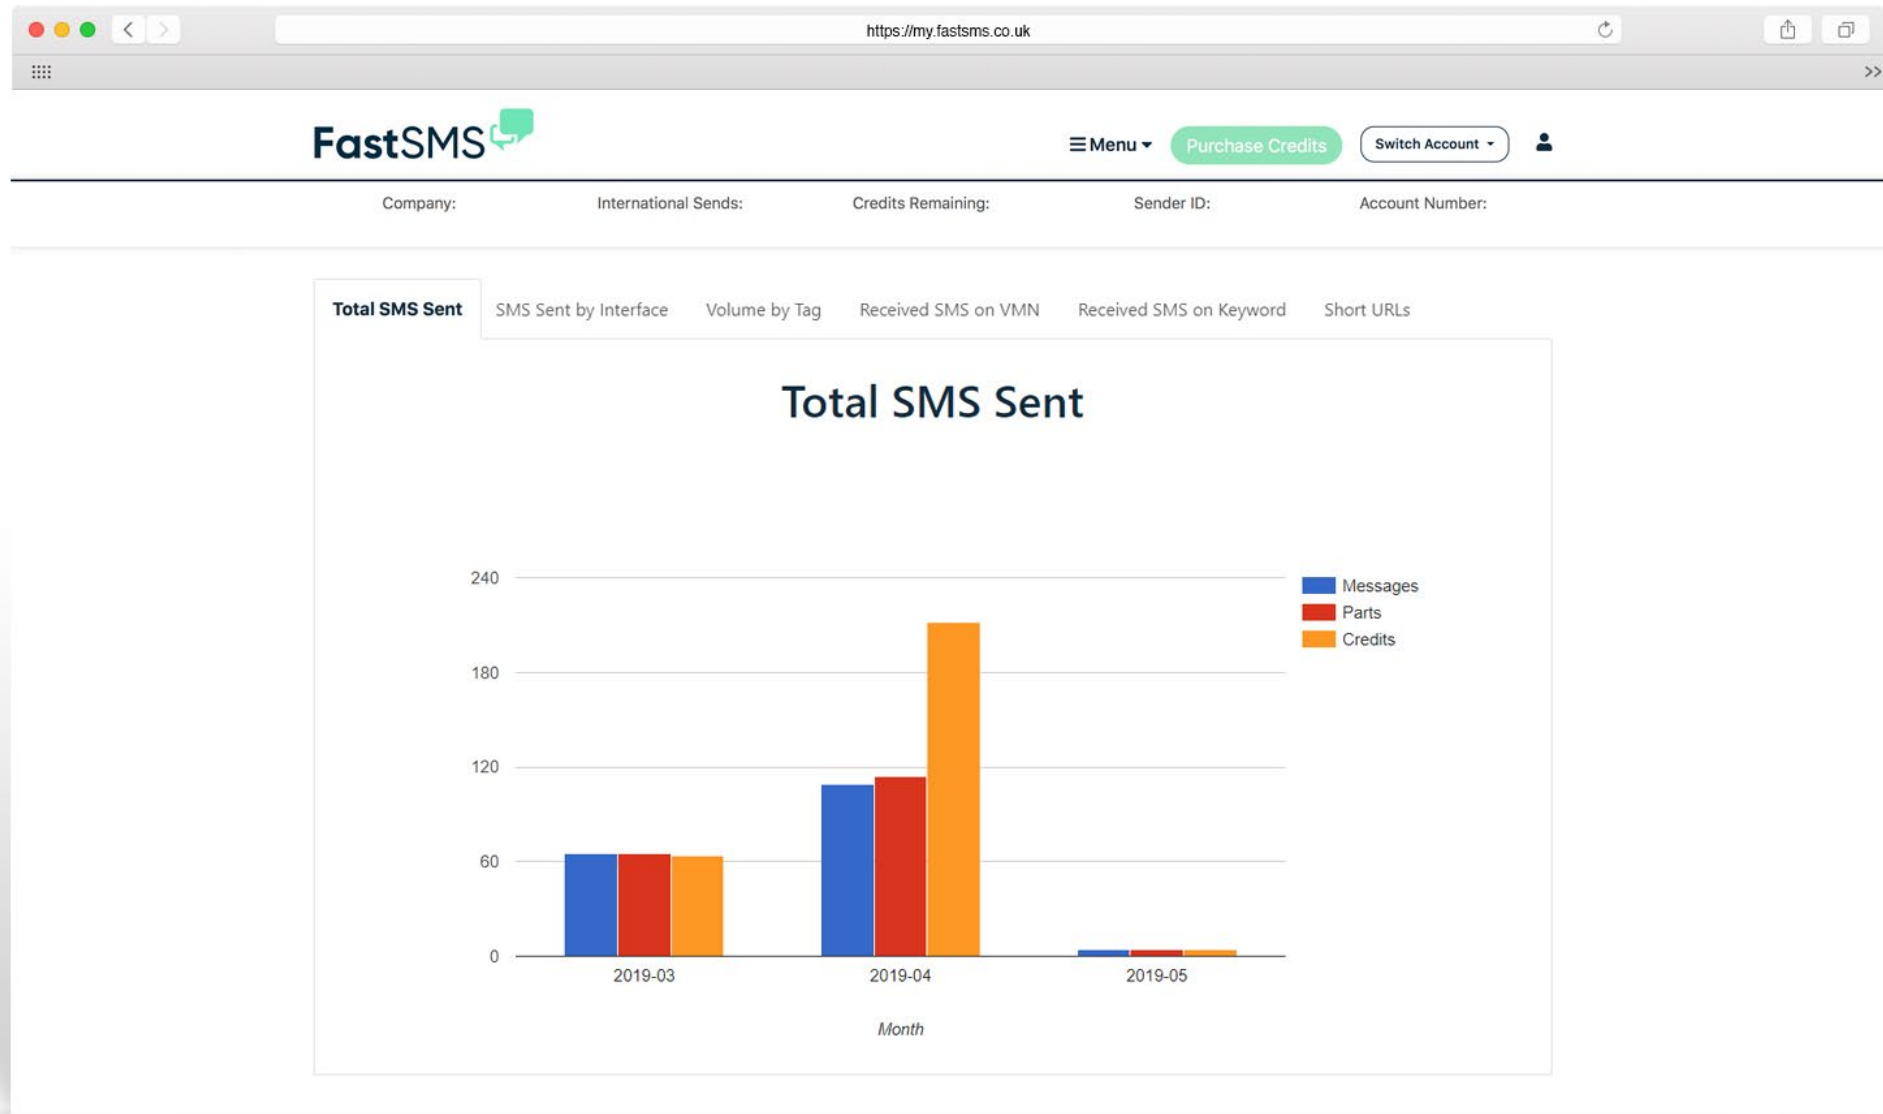 https://my.fastsms.co.uk
>>
FastSMS
Menu Purchase Credits Switch Account
Company: International Sends: Credits Remaining: Sender ID: Account Number:
Total SMS Sent SMS Sent by Interface Volume by Tag Received SMS on VMN Received SMS on Keyword Short URLs
Total SMS Sent
240
180
120
60
0
Messages
Parts
Credits
2019-03 2019-04 2019-05
Month